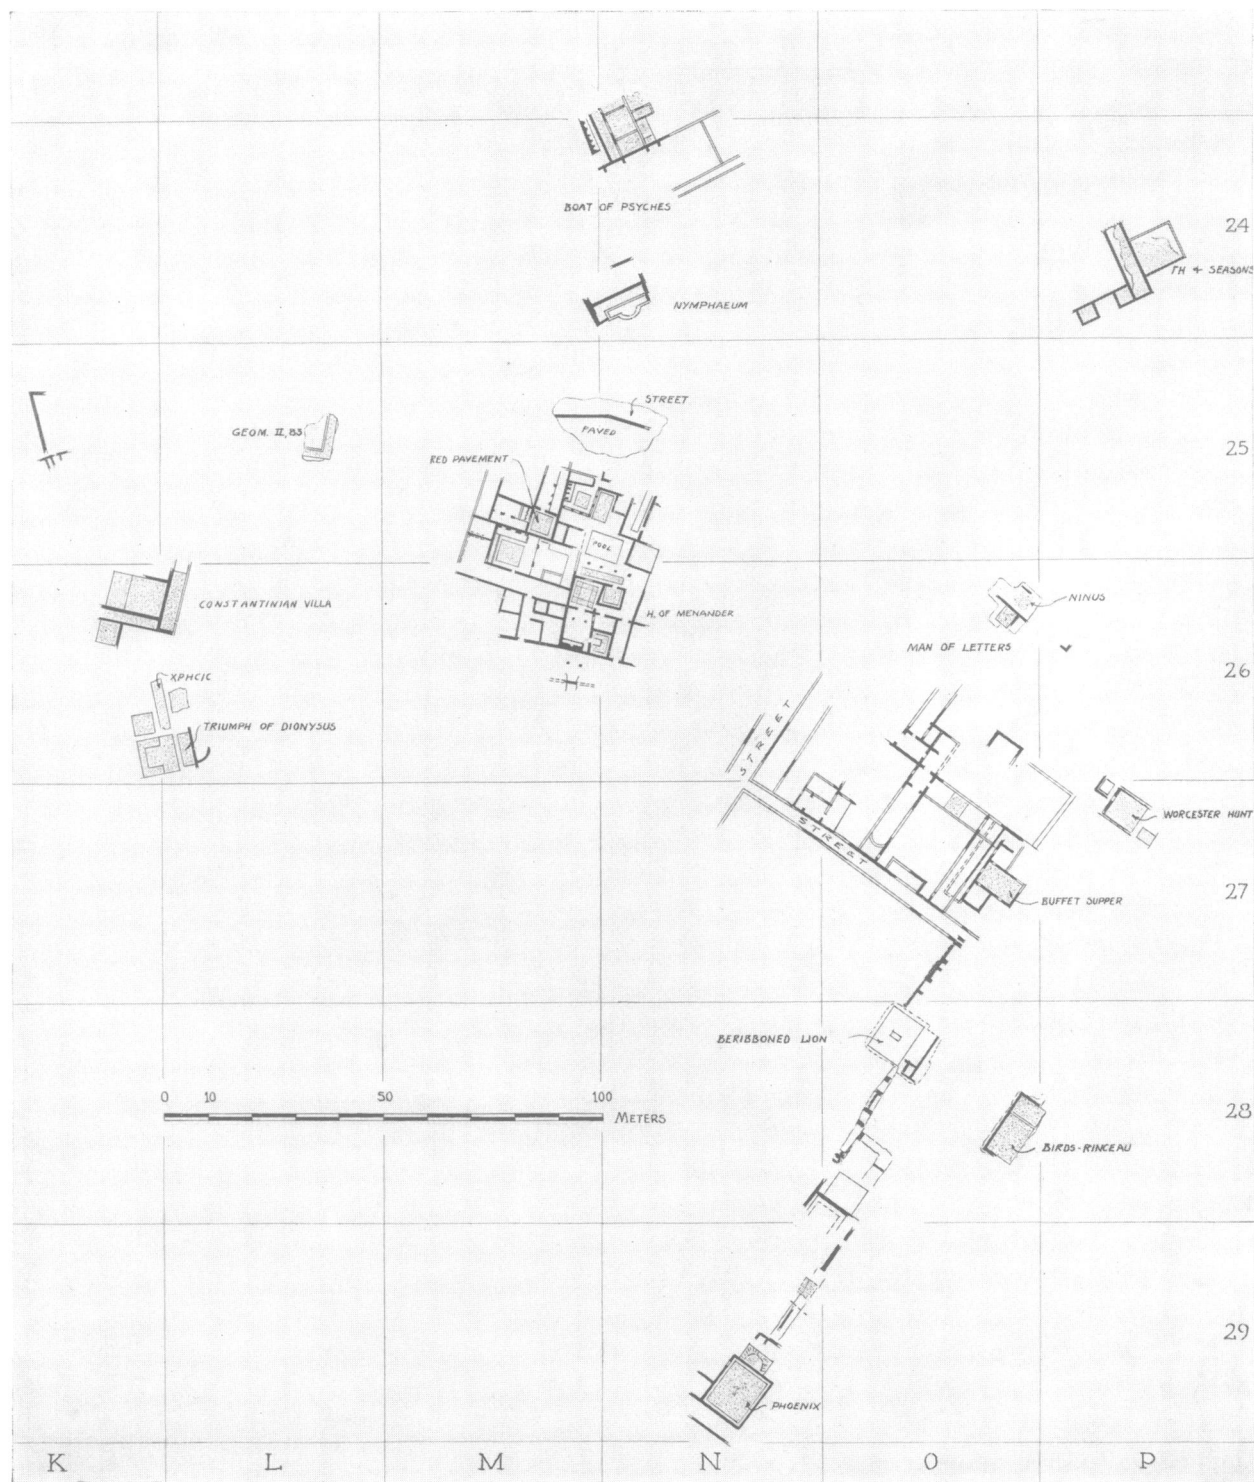 BOAT OF PSYCHES
24
TH & SEASONS
NYMPHAEUM
STREET
PAVED
GEOM. II, 83
25
RED PAVEMENT
POOL
CONSTANTINIAN VILLA
H. OF MENANDER
NINUS
MAN OF LETTERS
26
XPHCIC
TRIUMPH OF DIONYSUS
STREET
STREET
WORCESTER HUNT
27
BUFFET SUPPER
BERIBBONED LION
0 10 50 100
METERS
28
BIRDS-RINCEAU
29
PHOENIX
K L M N O P